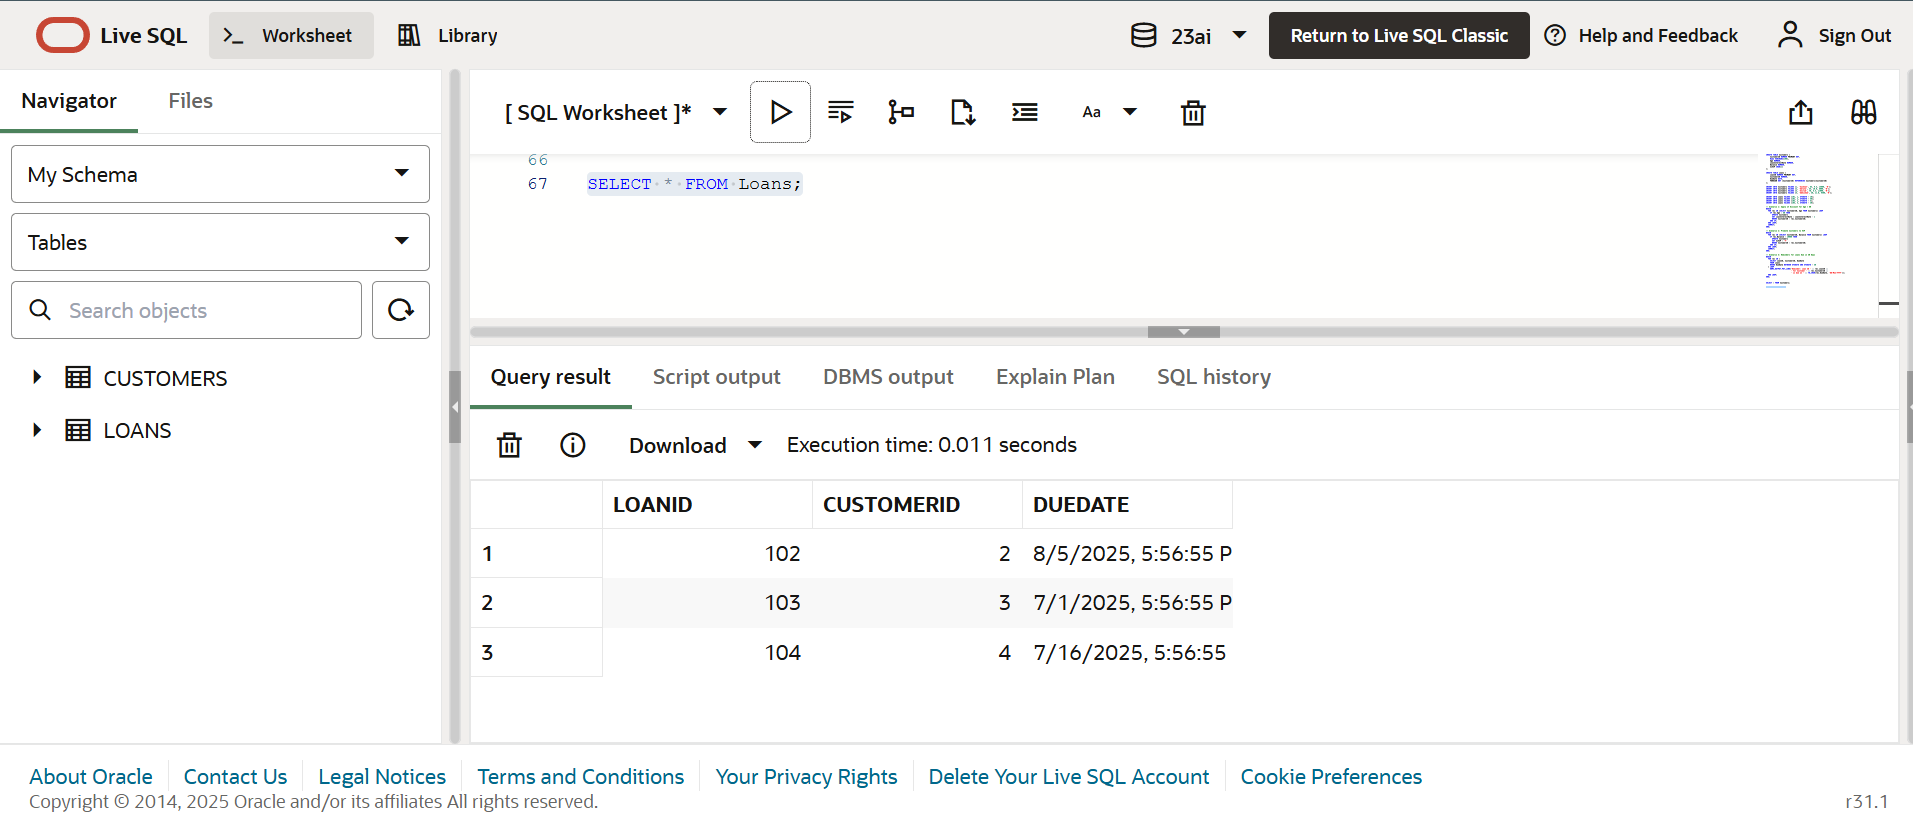 Live SQL
Worksheet
Library
23ai
Return to Live SQL Classic
Help and Feedback
Sign Out
Navigator
Files
My Schema
Tables
Search objects
CUSTOMERS
LOANS
[ SQL Worksheet ]*
Aa
66
67 SELECT * FROM Loans;
Query result
Script output
DBMS output
Explain Plan
SQL history
Download
Execution time: 0.011 seconds
LOANID CUSTOMERID DUEDATE
1 102 2 8/5/2025, 5:56:55 P
2 103 3 7/1/2025, 5:56:55 P
3 104 4 7/16/2025, 5:56:55
About Oracle
Contact Us
Legal Notices
Terms and Conditions
Your Privacy Rights
Delete Your Live SQL Account
Cookie Preferences
Copyright © 2014, 2025 Oracle and/or its affiliates All rights reserved.
r31.1